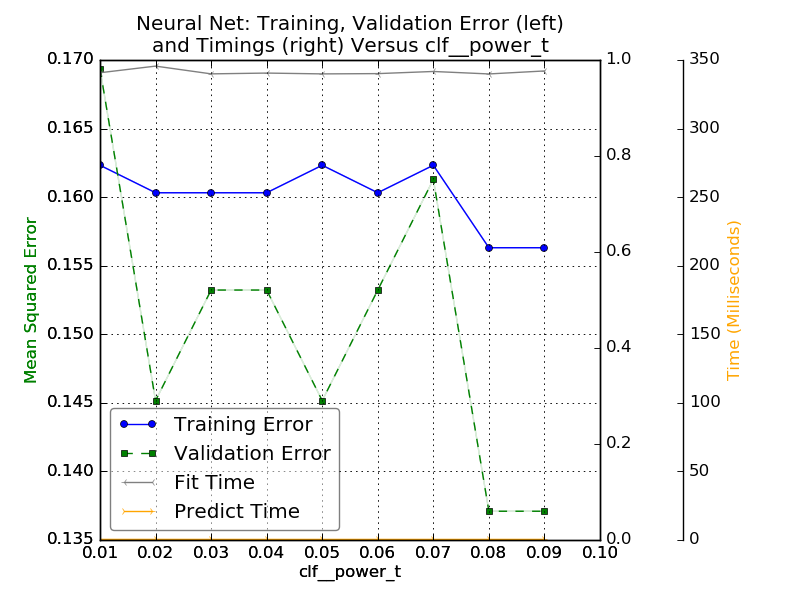 Neural Net: Training, Validation Error (left)
and Timings (right) Versus clf__power_t
0.170
0.165
0.160
0.155
0.150
0.145
0.140
0.135
Mean Squared Error
1.0
0.8
0.6
0.4
0.2
0.0
350
300
250
200
150
100
50
0
Time (Milliseconds)
Training Error
Validation Error
Fit Time
Predict Time
0.01 0.02 0.03 0.04 0.05 0.06 0.07 0.08 0.09 0.10
clf__power_t